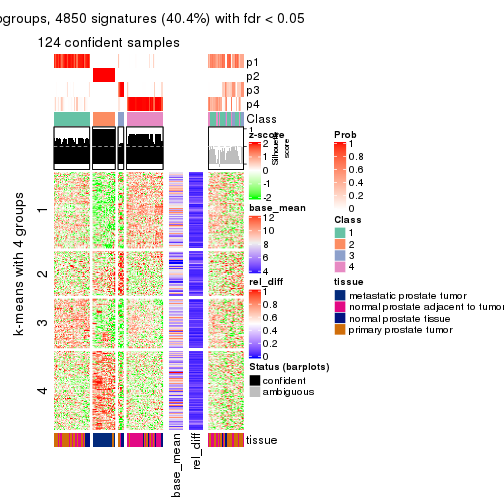 ogroups, 4850 signatures (40.4%) with fdr < 0.05
124 confident samples
p1
p2
p3
p4
Class
1
Silhouette
score
z-score
2
1
0
-1
-2
base_mean
12
10
8
6
4
rel_diff
1
0.8
0.6
0.4
0.2
0
Status (barplots)
confident
ambiguous
Prob
1
0.8
0.6
0.4
0.2
0
Class
1
2
3
4
tissue
metastatic prostate tumor
normal prostate adjacent to tumor
normal prostate tissue
primary prostate tumor
k-means with 4 groups
1
2
3
4
tissue
base_mean
rel_diff